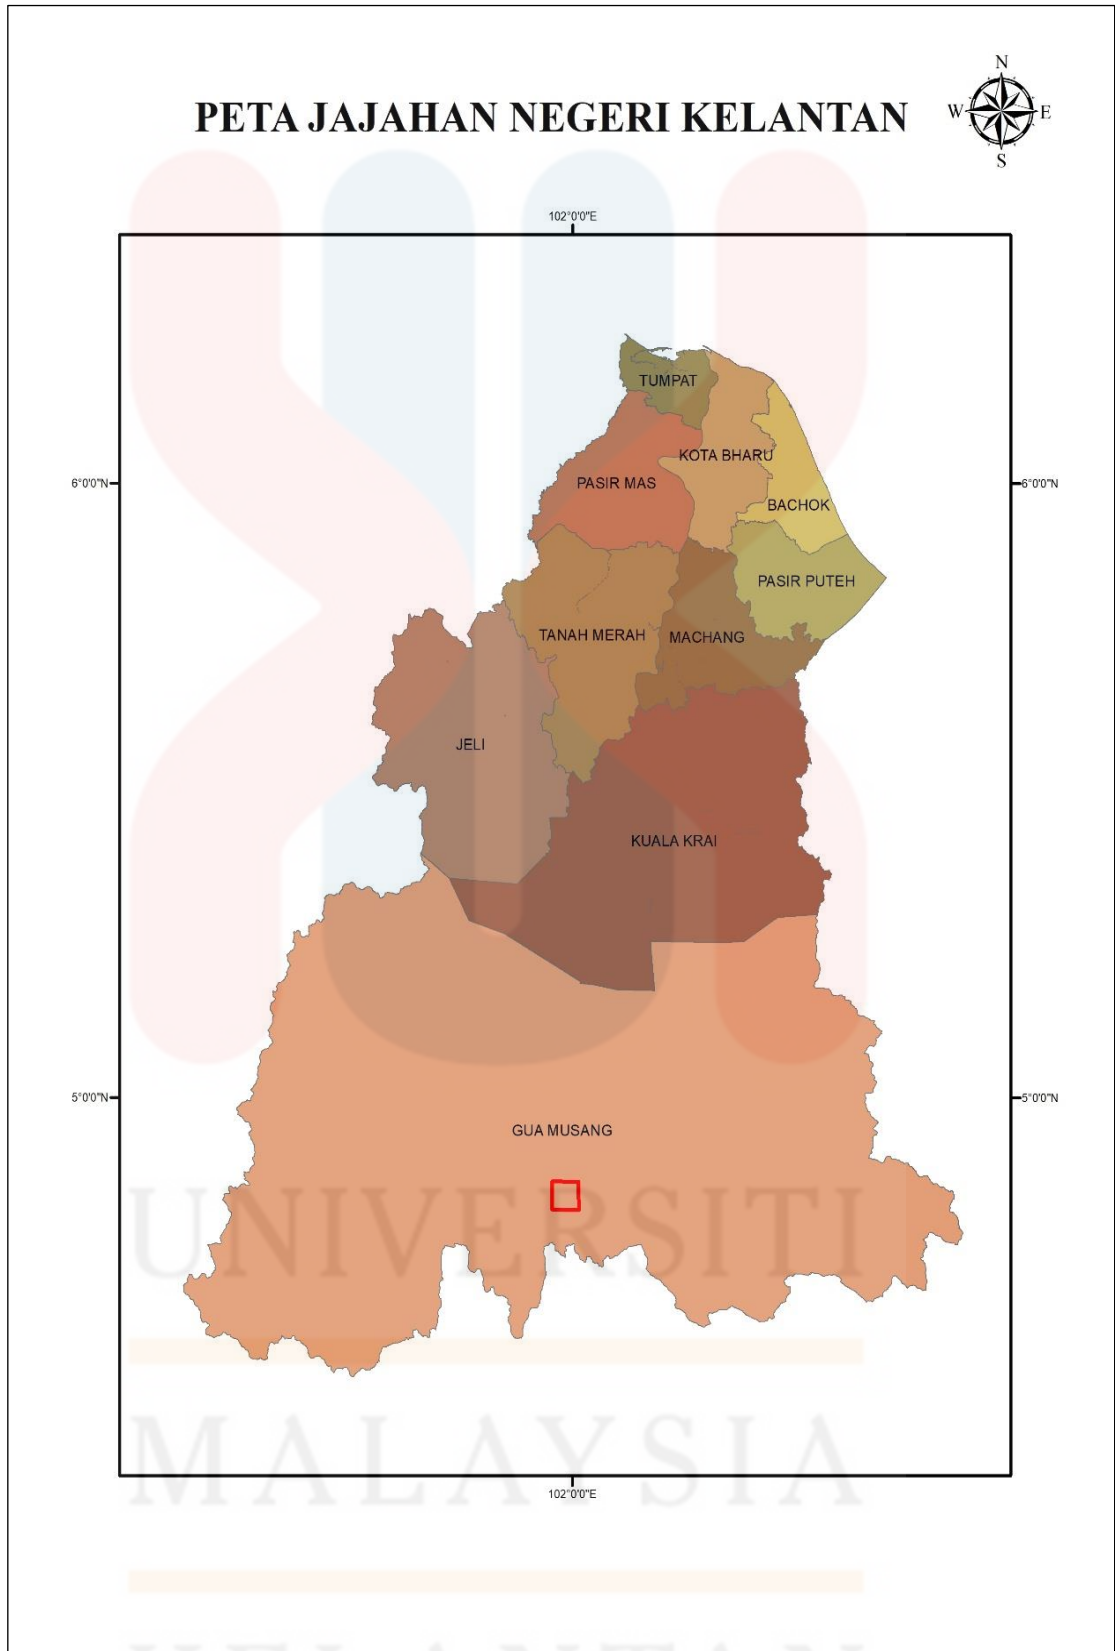 N
PETA JAJAHAN NEGERI KELANTAN
W E
S
102°0'0"E
TUMPAT
KOTA BHARU
PASIR MAS
6°0'0"N 6°0'0"N
BACHOK
PASIR PUTEH
TANAH MERAH MACHANG
JELI
KUALA KRAI
5°0'0"N 5°0'0"N
GUA MUSANG
UNIVERSITI
102°0'0"E
MALAYSIA
KELANTAN